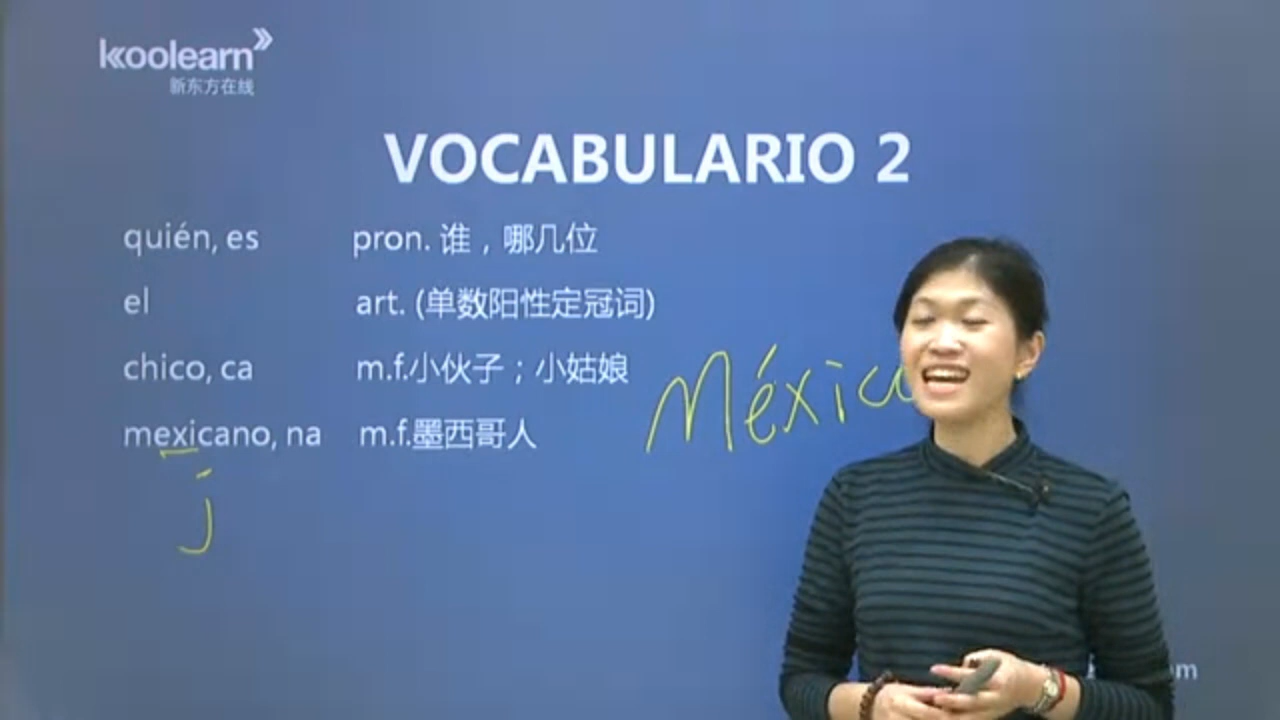 koolearn
新东方在线
VOCABULARIO 2
quién, es pron. 谁，哪几位
el art. (单数阳性定冠词)
chico, ca m.f.小伙子；小姑娘
mexicano, na m.f.墨西哥人
Méxic
j